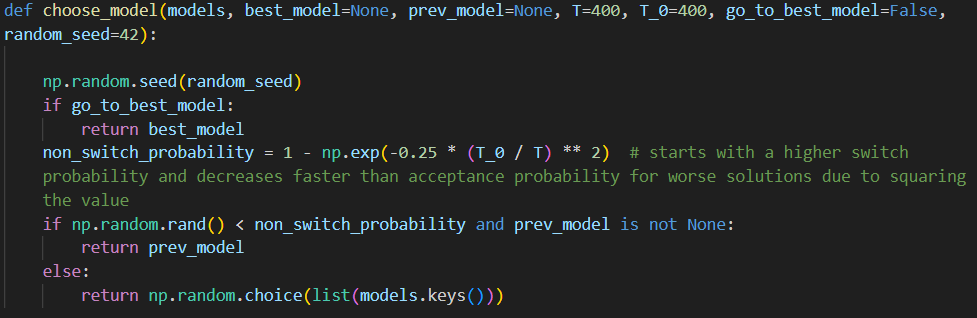 def choose_model(models, best_model=None, prev_model=None, T=400, T_0=400, go_to_best_model=False,
random_seed=42):
    np.random.seed(random_seed)
    if go_to_best_model:
        return best_model
    non_switch_probability = 1 - np.exp(-0.25 * (T_0 / T) ** 2)  # starts with a higher switch
    probability and decreases faster than acceptance probability for worse solutions due to squaring
    the value
    if np.random.rand() < non_switch_probability and prev_model is not None:
        return prev_model
    else:
        return np.random.choice(list(models.keys()))